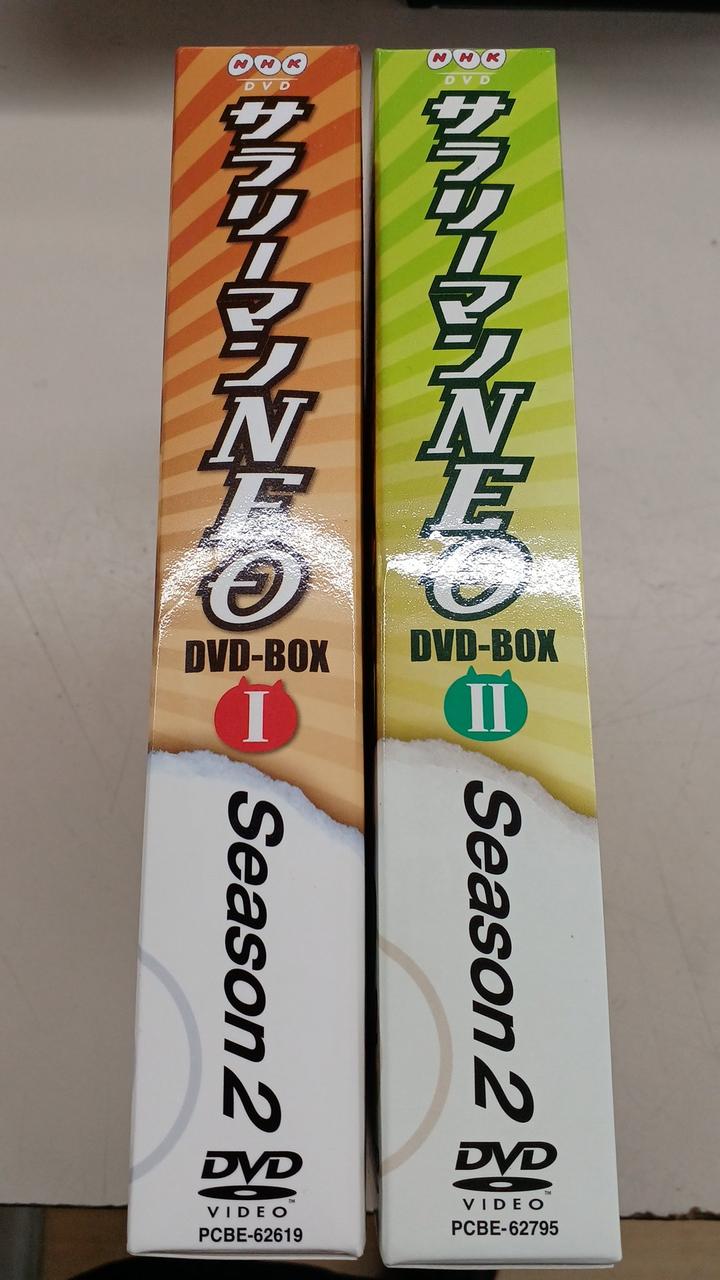 NHK
DVD
サラリーマンNEO
DVD-BOX
I
Season 2
DVD
VIDEO
TM
PCBE-62619
NHK
DVD
サラリーマンNEO
DVD-BOX
II
Season 2
DVD
VIDEO
TM
PCBE-62795